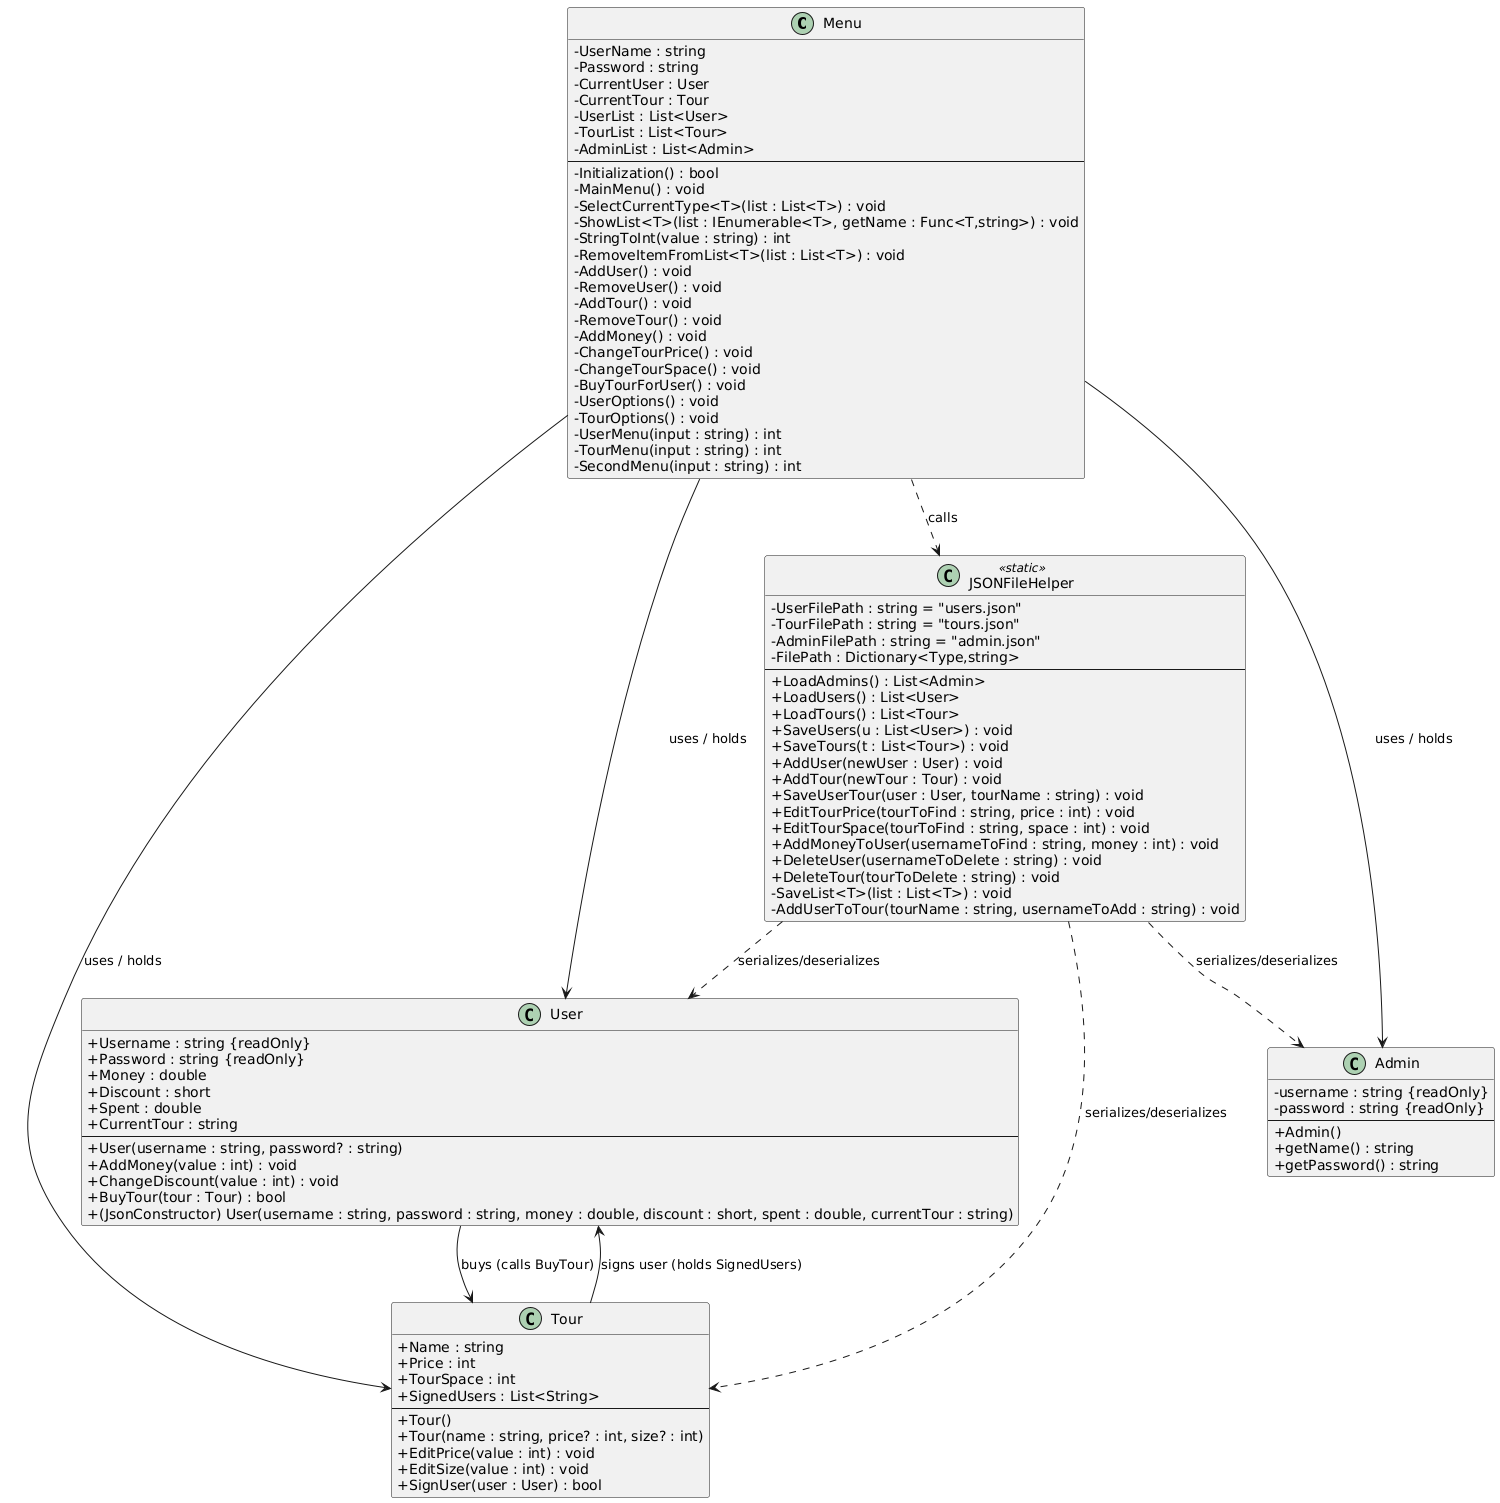 C Menu
-UserName : string
-Password : string
-CurrentUser : User
-CurrentTour : Tour
-UserList : List<User>
-TourList : List<Tour>
-AdminList : List<Admin>
-Initialization() : bool
-MainMenu() : void
-SelectCurrentType<T>(list : List<T>) : void
-ShowList<T>(list : IEnumerable<T>, getName : Func<T,string>) : void
-StringToInt(value : string) : int
-RemoveItemFromList<T>(list : List<T>) : void
-AddUser() : void
-RemoveUser() : void
-AddTour() : void
-RemoveTour() : void
-AddMoney() : void
-ChangeTourPrice() : void
-ChangeTourSpace() : void
-BuyTourForUser() : void
-UserOptions() : void
-TourOptions() : void
-UserMenu(input : string) : int
-TourMenu(input : string) : int
-SecondMenu(input : string) : int
calls
«static»
C JSONFileHelper
-UserFilePath : string = "users.json"
-TourFilePath : string = "tours.json"
-AdminFilePath : string = "admin.json"
-FilePath : Dictionary<Type,string>
+LoadAdmins() : List<Admin>
+LoadUsers() : List<User>
+LoadTours() : List<Tour>
+SaveUsers(u : List<User>) : void
+SaveTours(t : List<Tour>) : void
+AddUser(newUser : User) : void
+AddTour(newTour : Tour) : void
+SaveUserTour(user : User, tourName : string) : void
+EditTourPrice(tourToFind : string, price : int) : void
+EditTourSpace(tourToFind : string, space : int) : void
+AddMoneyToUser(usernameToFind : string, money : int) : void
+DeleteUser(usernameToDelete : string) : void
+DeleteTour(tourToDelete : string) : void
-SaveList<T>(list : List<T>) : void
-AddUserToTour(tourName : string, usernameToAdd : string) : void
uses / holds
uses / holds
uses / holds
serializes/deserializes
serializes/deserializes
C User
+Username : string {readOnly}
+Password : string {readOnly}
+Money : double
+Discount : short
+Spent : double
+CurrentTour : string
+User(username : string, password? : string)
+AddMoney(value : int) : void
+ChangeDiscount(value : int) : void
+BuyTour(tour : Tour) : bool
+(JsonConstructor) User(username : string, password : string, money : double, discount : short, spent : double, currentTour : string)
serializes/deserializes
C Admin
-username : string {readOnly}
-password : string {readOnly}
+Admin()
+getName() : string
+getPassword() : string
buys (calls BuyTour)
signs user (holds SignedUsers)
C Tour
+Name : string
+Price : int
+TourSpace : int
+SignedUsers : List<String>
+Tour()
+Tour(name : string, price? : int, size? : int)
+EditPrice(value : int) : void
+EditSize(value : int) : void
+SignUser(user : User) : bool